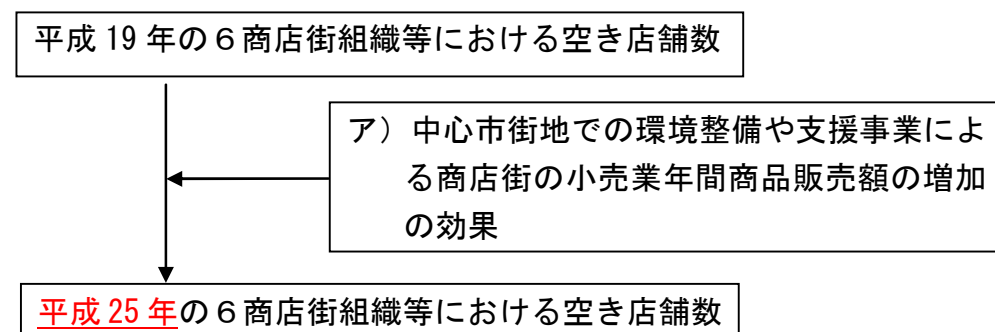 平成 19 年の６商店街組織等における空き店舗数
ア）中心市街地での環境整備や支援事業によ
る商店街の小売業年間商品販売額の増加
の効果
平成 25 年の６商店街組織等における空き店舗数